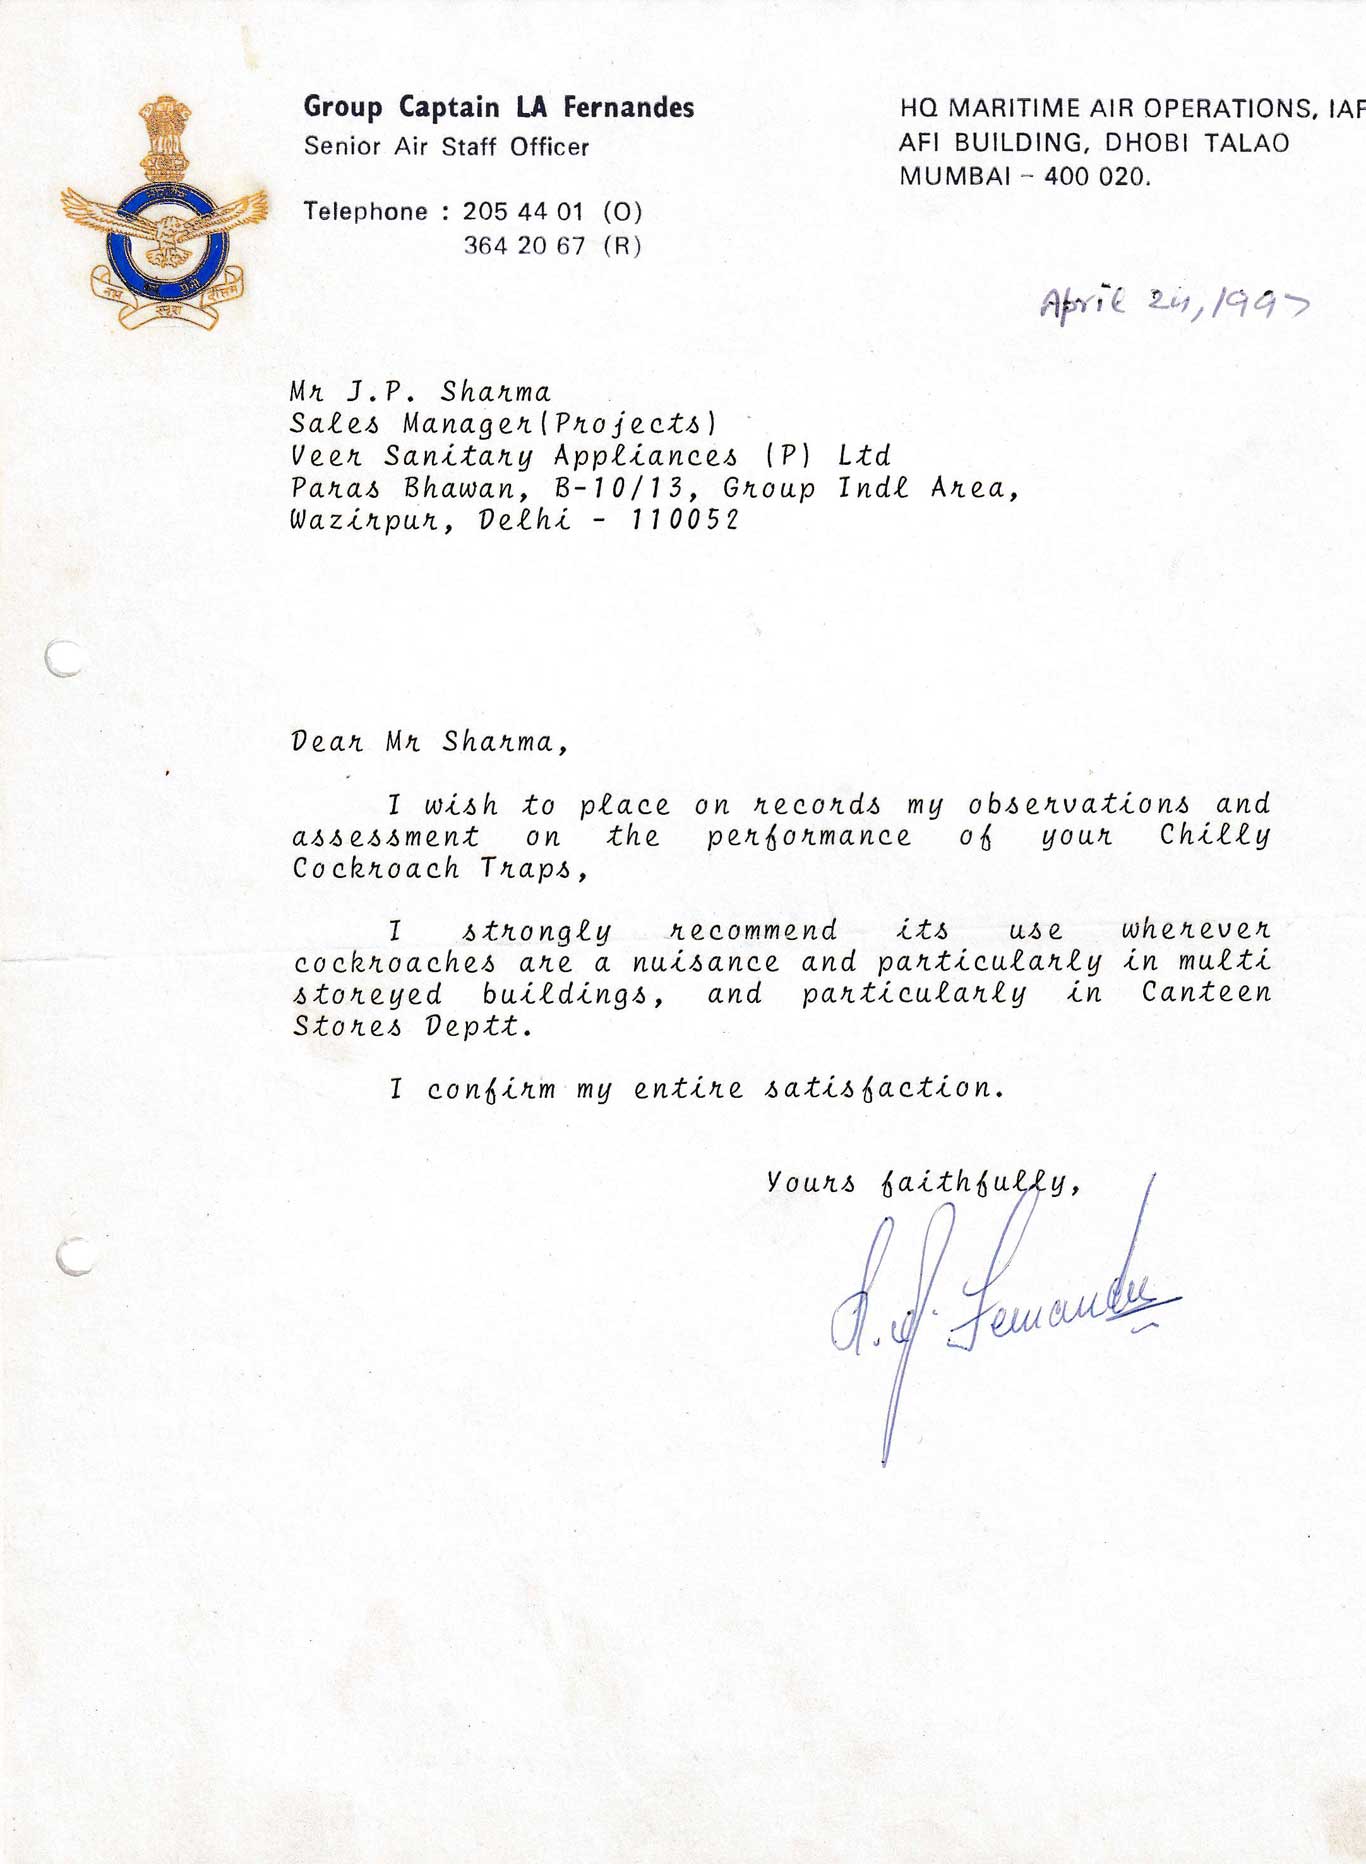 Group Captain LA Fernandes
Senior Air Staff Officer
Telephone : 205 44 01 (O)
364 20 67 (R)
HQ MARITIME AIR OPERATIONS, IAF
AFI BUILDING, DHOBI TALAO
MUMBAI - 400 020.
नभः स्पृशं दीप्तम्
April 24, 1997
Mr J.P. Sharma
Sales Manager(Projects)
Veer Sanitary Appliances (P) Ltd
Paras Bhawan, B-10/13, Group Indl Area,
Wazirpur, Delhi - 110052
Dear Mr Sharma,
I wish to place on records my observations and
assessment on the performance of your Chilly
Cockroach Traps,
I strongly recommend its use wherever
cockroaches are a nuisance and particularly in multi
storeyed buildings, and particularly in Canteen
Stores Deptt.
I confirm my entire satisfaction.
Yours faithfully,
Fernandes